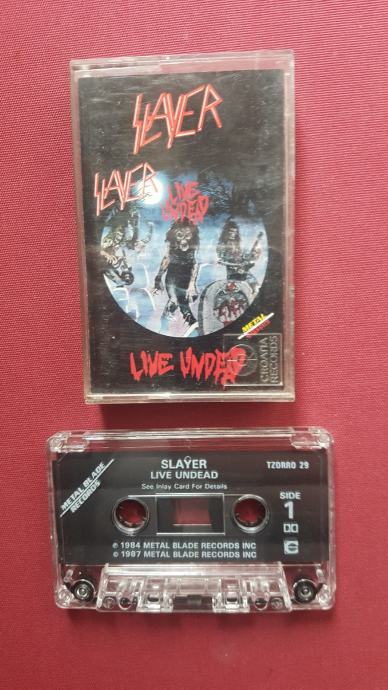 SLAYER
SLAYER
LIVE
UNDEAD
METAL
LIVE UNDEAD
CROATIA
RECORDS
METAL BLADE
RECORDS
SLAYER
LIVE UNDEAD
TZORRO 29
See Inlay Card For Details
SIDE
1
© 1984 METAL BLADE RECORDS INC
℗ 1987 METAL BLADE RECORDS INC